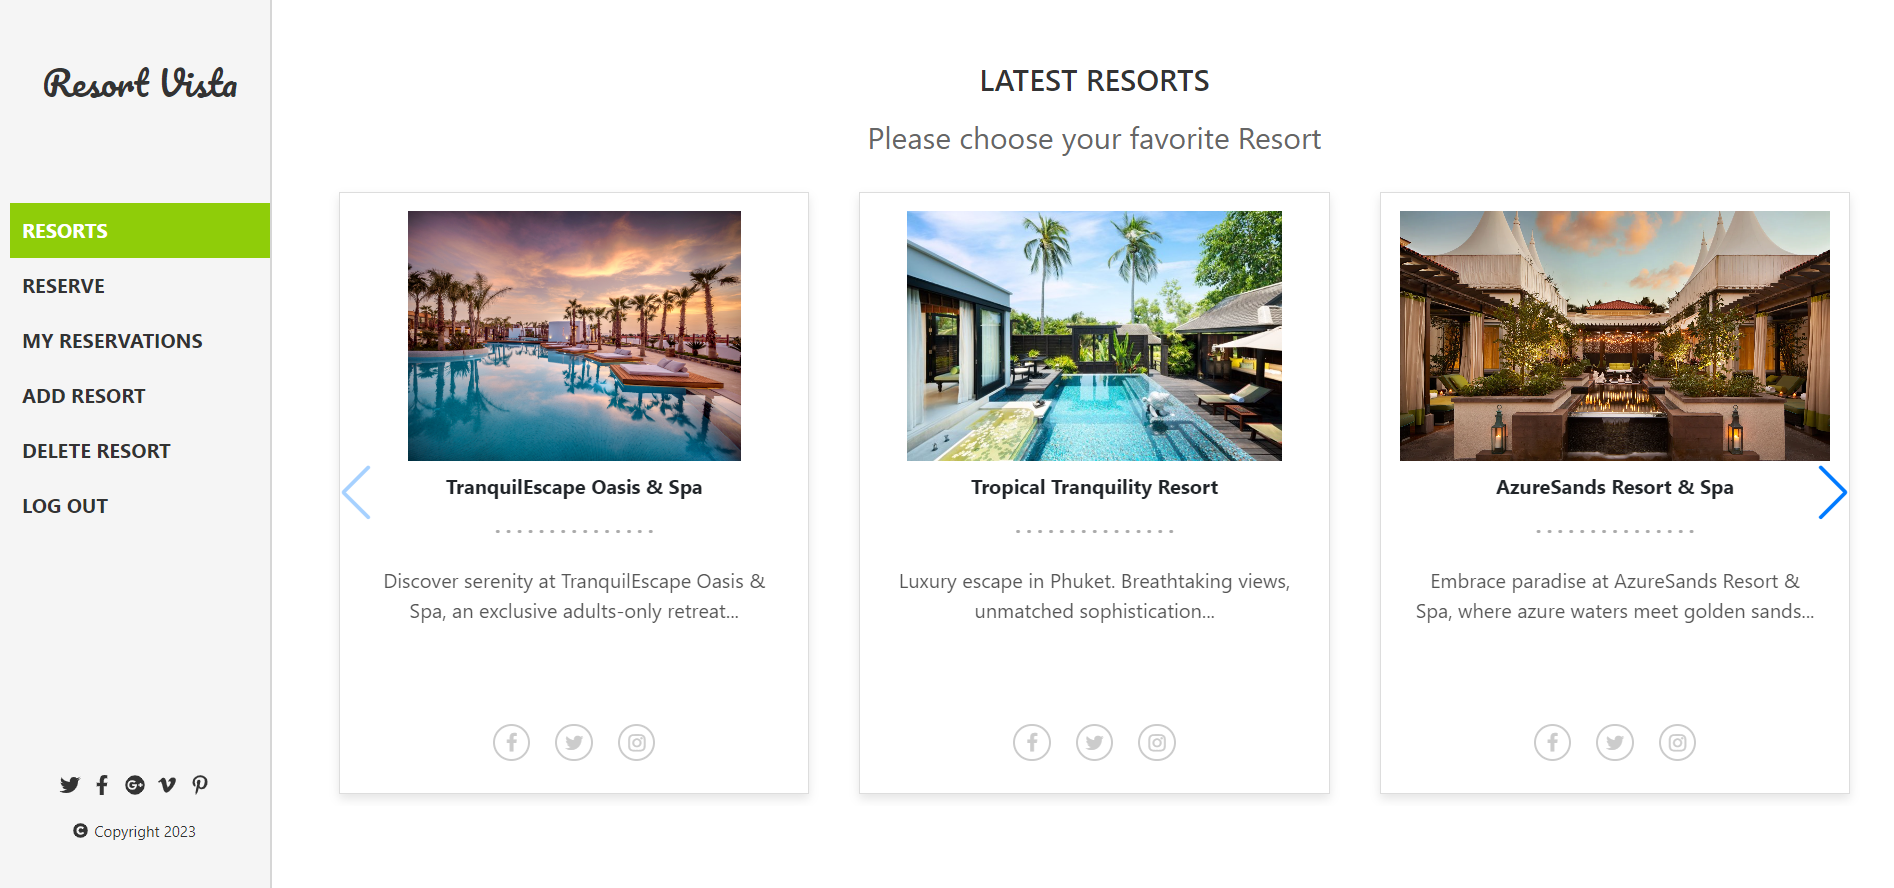 Resort Vista
RESORTS
RESERVE
MY RESERVATIONS
ADD RESORT
DELETE RESORT
LOG OUT
Copyright 2023
LATEST RESORTS
Please choose your favorite Resort
TranquilEscape Oasis & Spa
Discover serenity at TranquilEscape Oasis &
Spa, an exclusive adults-only retreat...
Tropical Tranquility Resort
Luxury escape in Phuket. Breathtaking views,
unmatched sophistication...
AzureSands Resort & Spa
Embrace paradise at AzureSands Resort &
Spa, where azure waters meet golden sands...